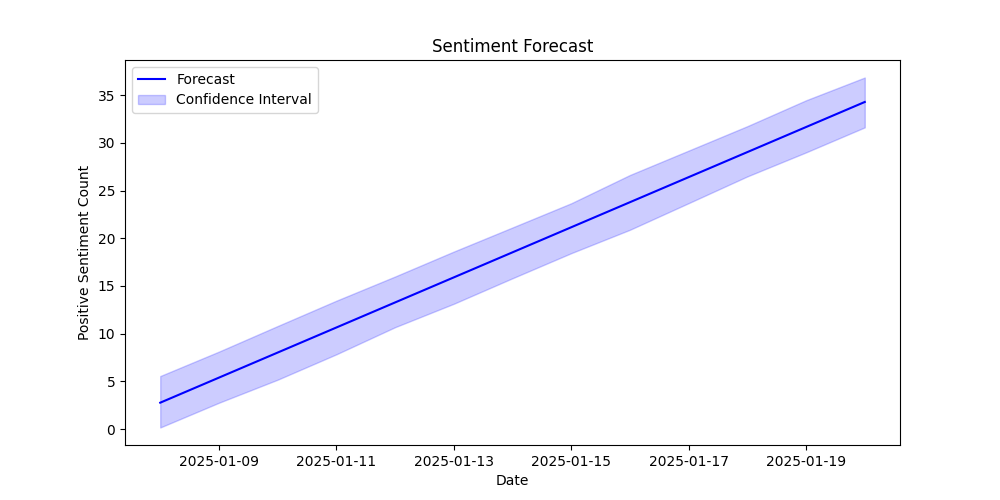 Sentiment Forecast
Forecast
Confidence Interval
Positive Sentiment Count
35
30
25
20
15
10
5
0
2025-01-09
2025-01-11
2025-01-13
2025-01-15
2025-01-17
2025-01-19
Date